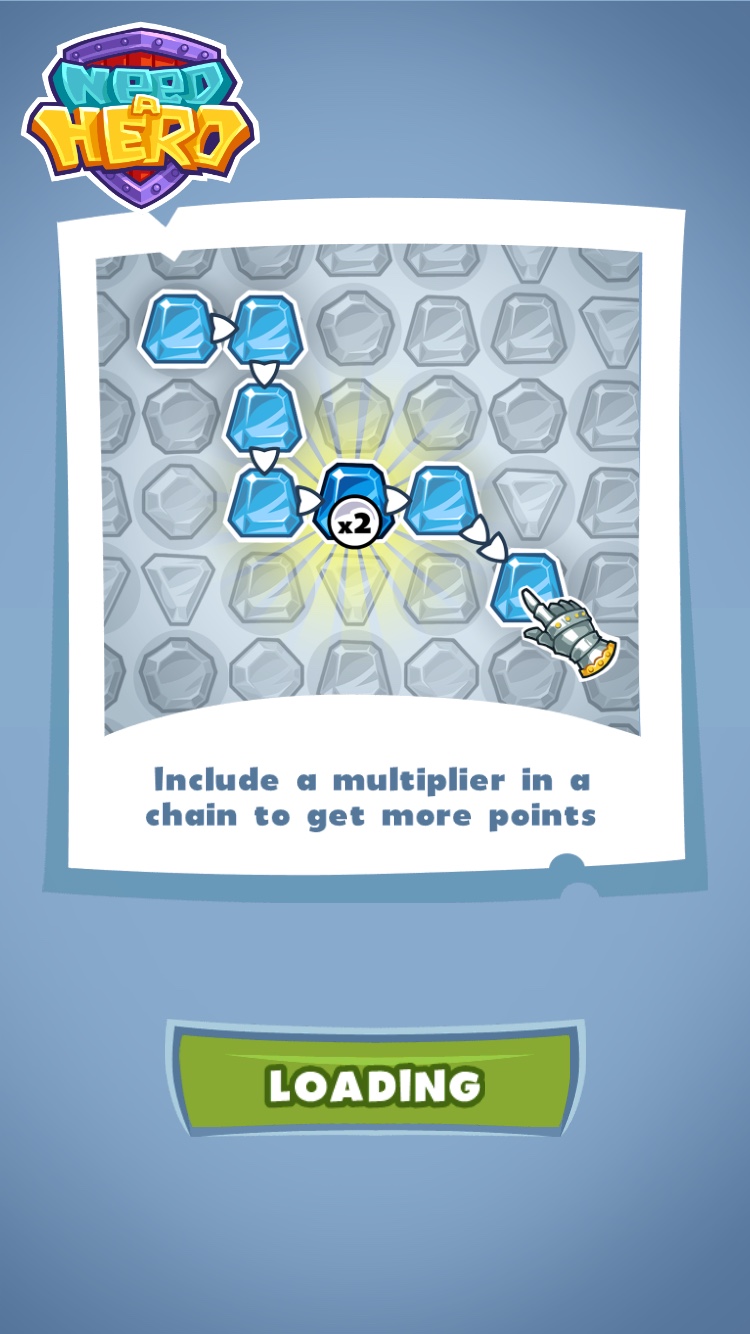 NEED
A
HERO
x2
Include a multiplier in a
chain to get more points
LOADING